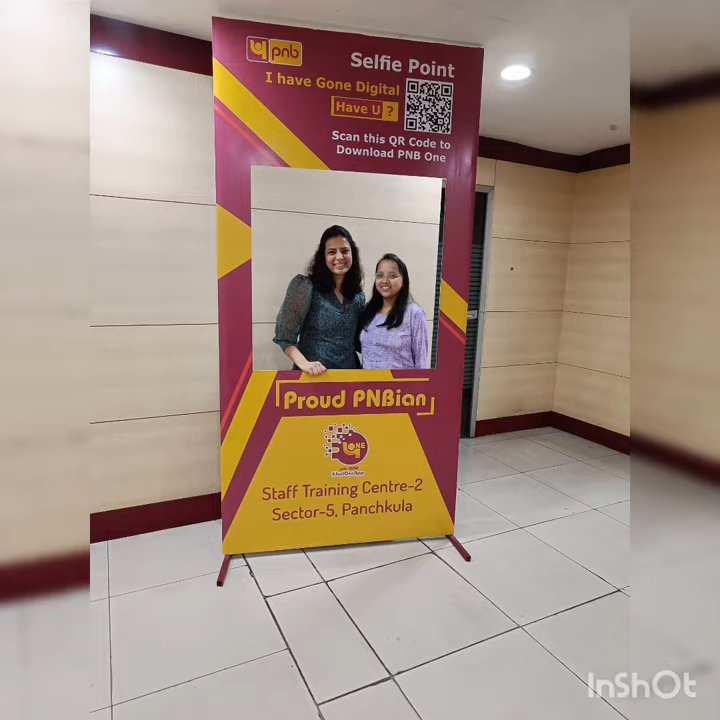 pnb
Selfie Point
I have Gone Digital
Have U ?
Scan this QR Code to
Download PNB One
Proud PNBian
ONE
Staff Training Centre-2
Sector-5, Panchkula
InShOt